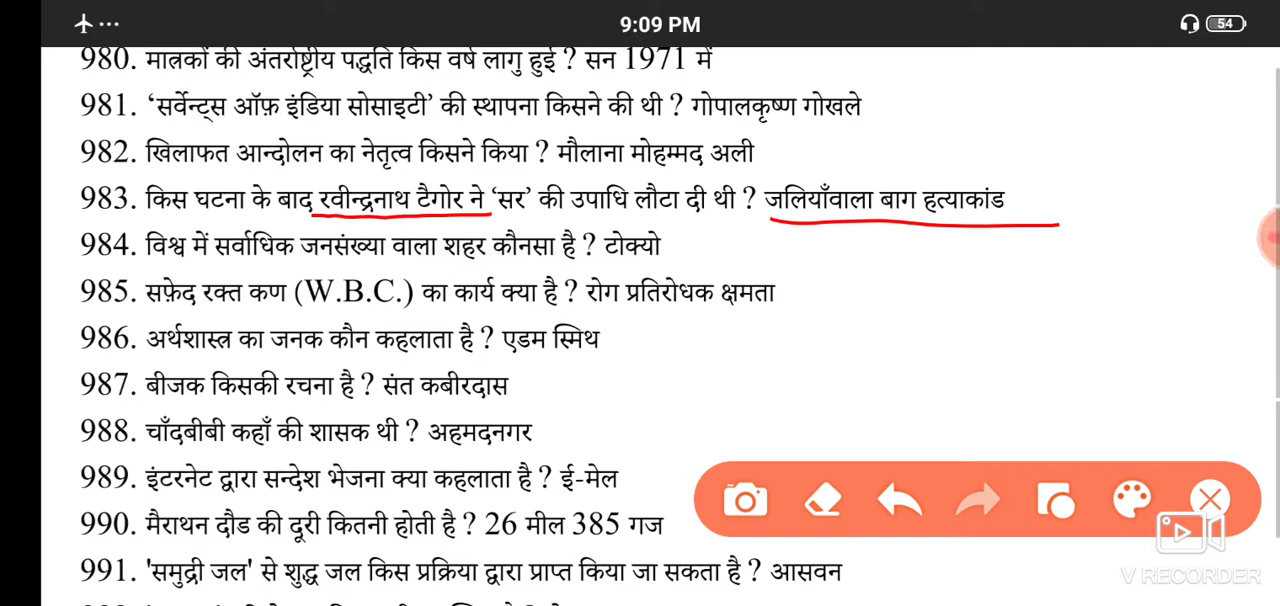 9:09 PM
54
980. मात्रकों की अंतर्राष्ट्रीय पद्धति किस वर्ष लागु हुई ? सन 1971 में
981. ‘सर्वेन्ट्स ऑफ़ इंडिया सोसाइटी’ की स्थापना किसने की थी ? गोपालकृष्ण गोखले
982. खिलाफत आन्दोलन का नेतृत्व किसने किया ? मौलाना मोहम्मद अली
983. किस घटना के बाद रवीन्द्रनाथ टैगोर ने ‘सर’ की उपाधि लौटा दी थी ? जलियाँवाला बाग हत्याकांड
984. विश्व में सर्वाधिक जनसंख्या वाला शहर कौनसा है ? टोक्यो
985. सफ़ेद रक्त कण (W.B.C.) का कार्य क्या है ? रोग प्रतिरोधक क्षमता
986. अर्थशास्त्र का जनक कौन कहलाता है ? एडम स्मिथ
987. बीजक किसकी रचना है ? संत कबीरदास
988. चाँदबीबी कहाँ की शासक थी ? अहमदनगर
989. इंटरनेट द्वारा सन्देश भेजना क्या कहलाता है ? ई-मेल
990. मैराथन दौड की दूरी कितनी होती है ? 26 मील 385 गज
991. 'समुद्री जल' से शुद्ध जल किस प्रक्रिया द्वारा प्राप्त किया जा सकता है ? आसवन
V RECORDER